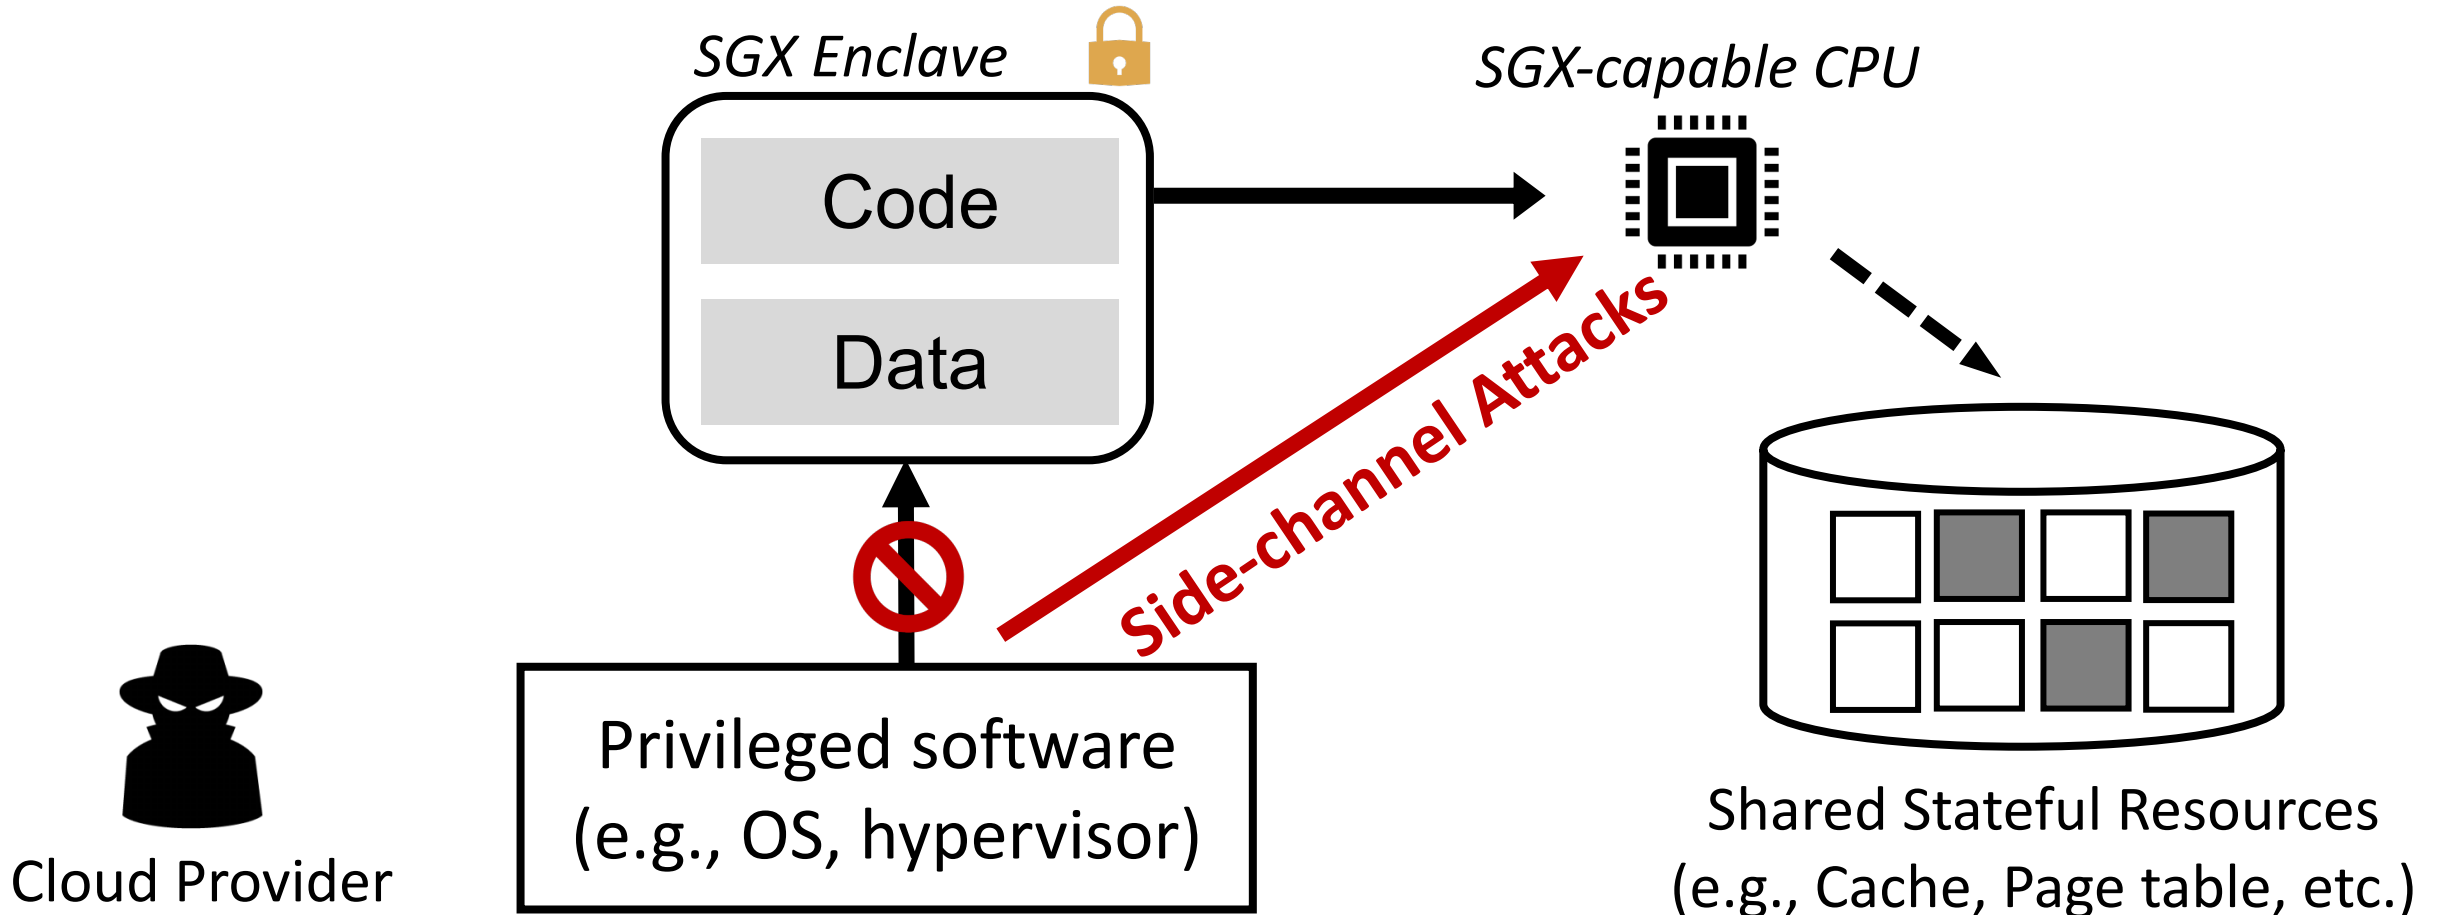 SGX Enclave
SGX-capable CPU
Code
Data
Side-channel Attacks
Privileged software
(e.g., OS, hypervisor)
Cloud Provider
Shared Stateful Resources
(e.g., Cache, Page table, etc.)